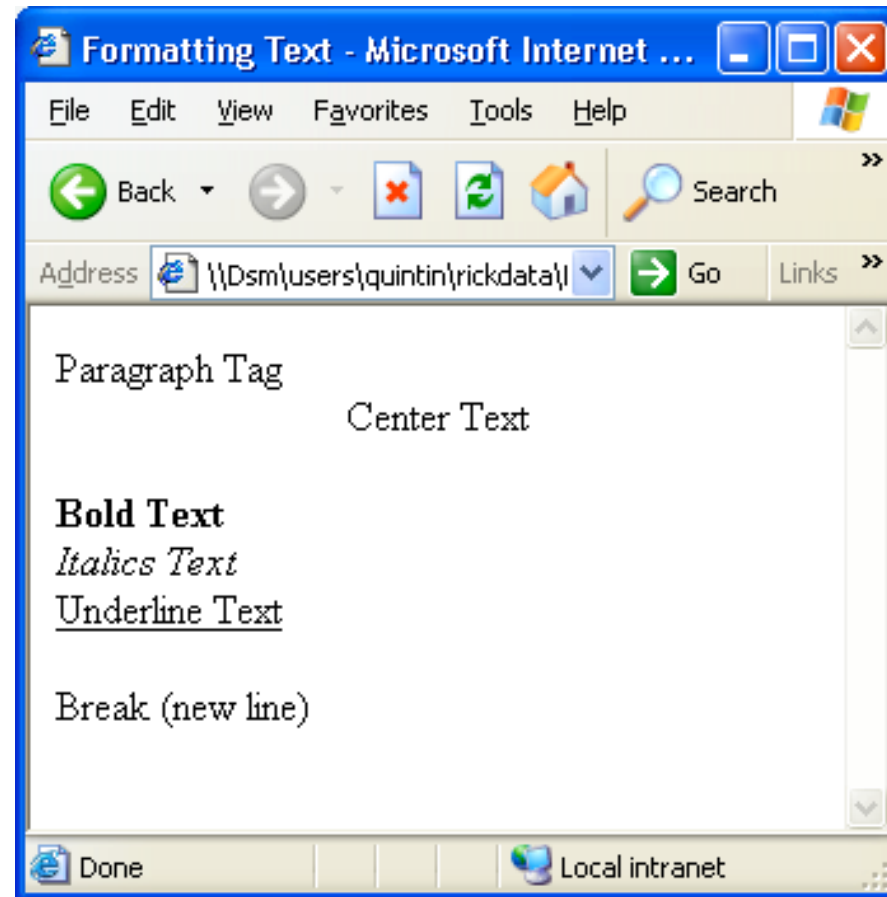 Formatting Text - Microsoft Internet ...
File Edit View Favorites Tools Help
Back Search »
Address \\Dsm\users\quintin\rickdata\ Go Links »
Paragraph Tag
Center Text
Bold Text
Italics Text
Underline Text
Break (new line)
Done Local intranet